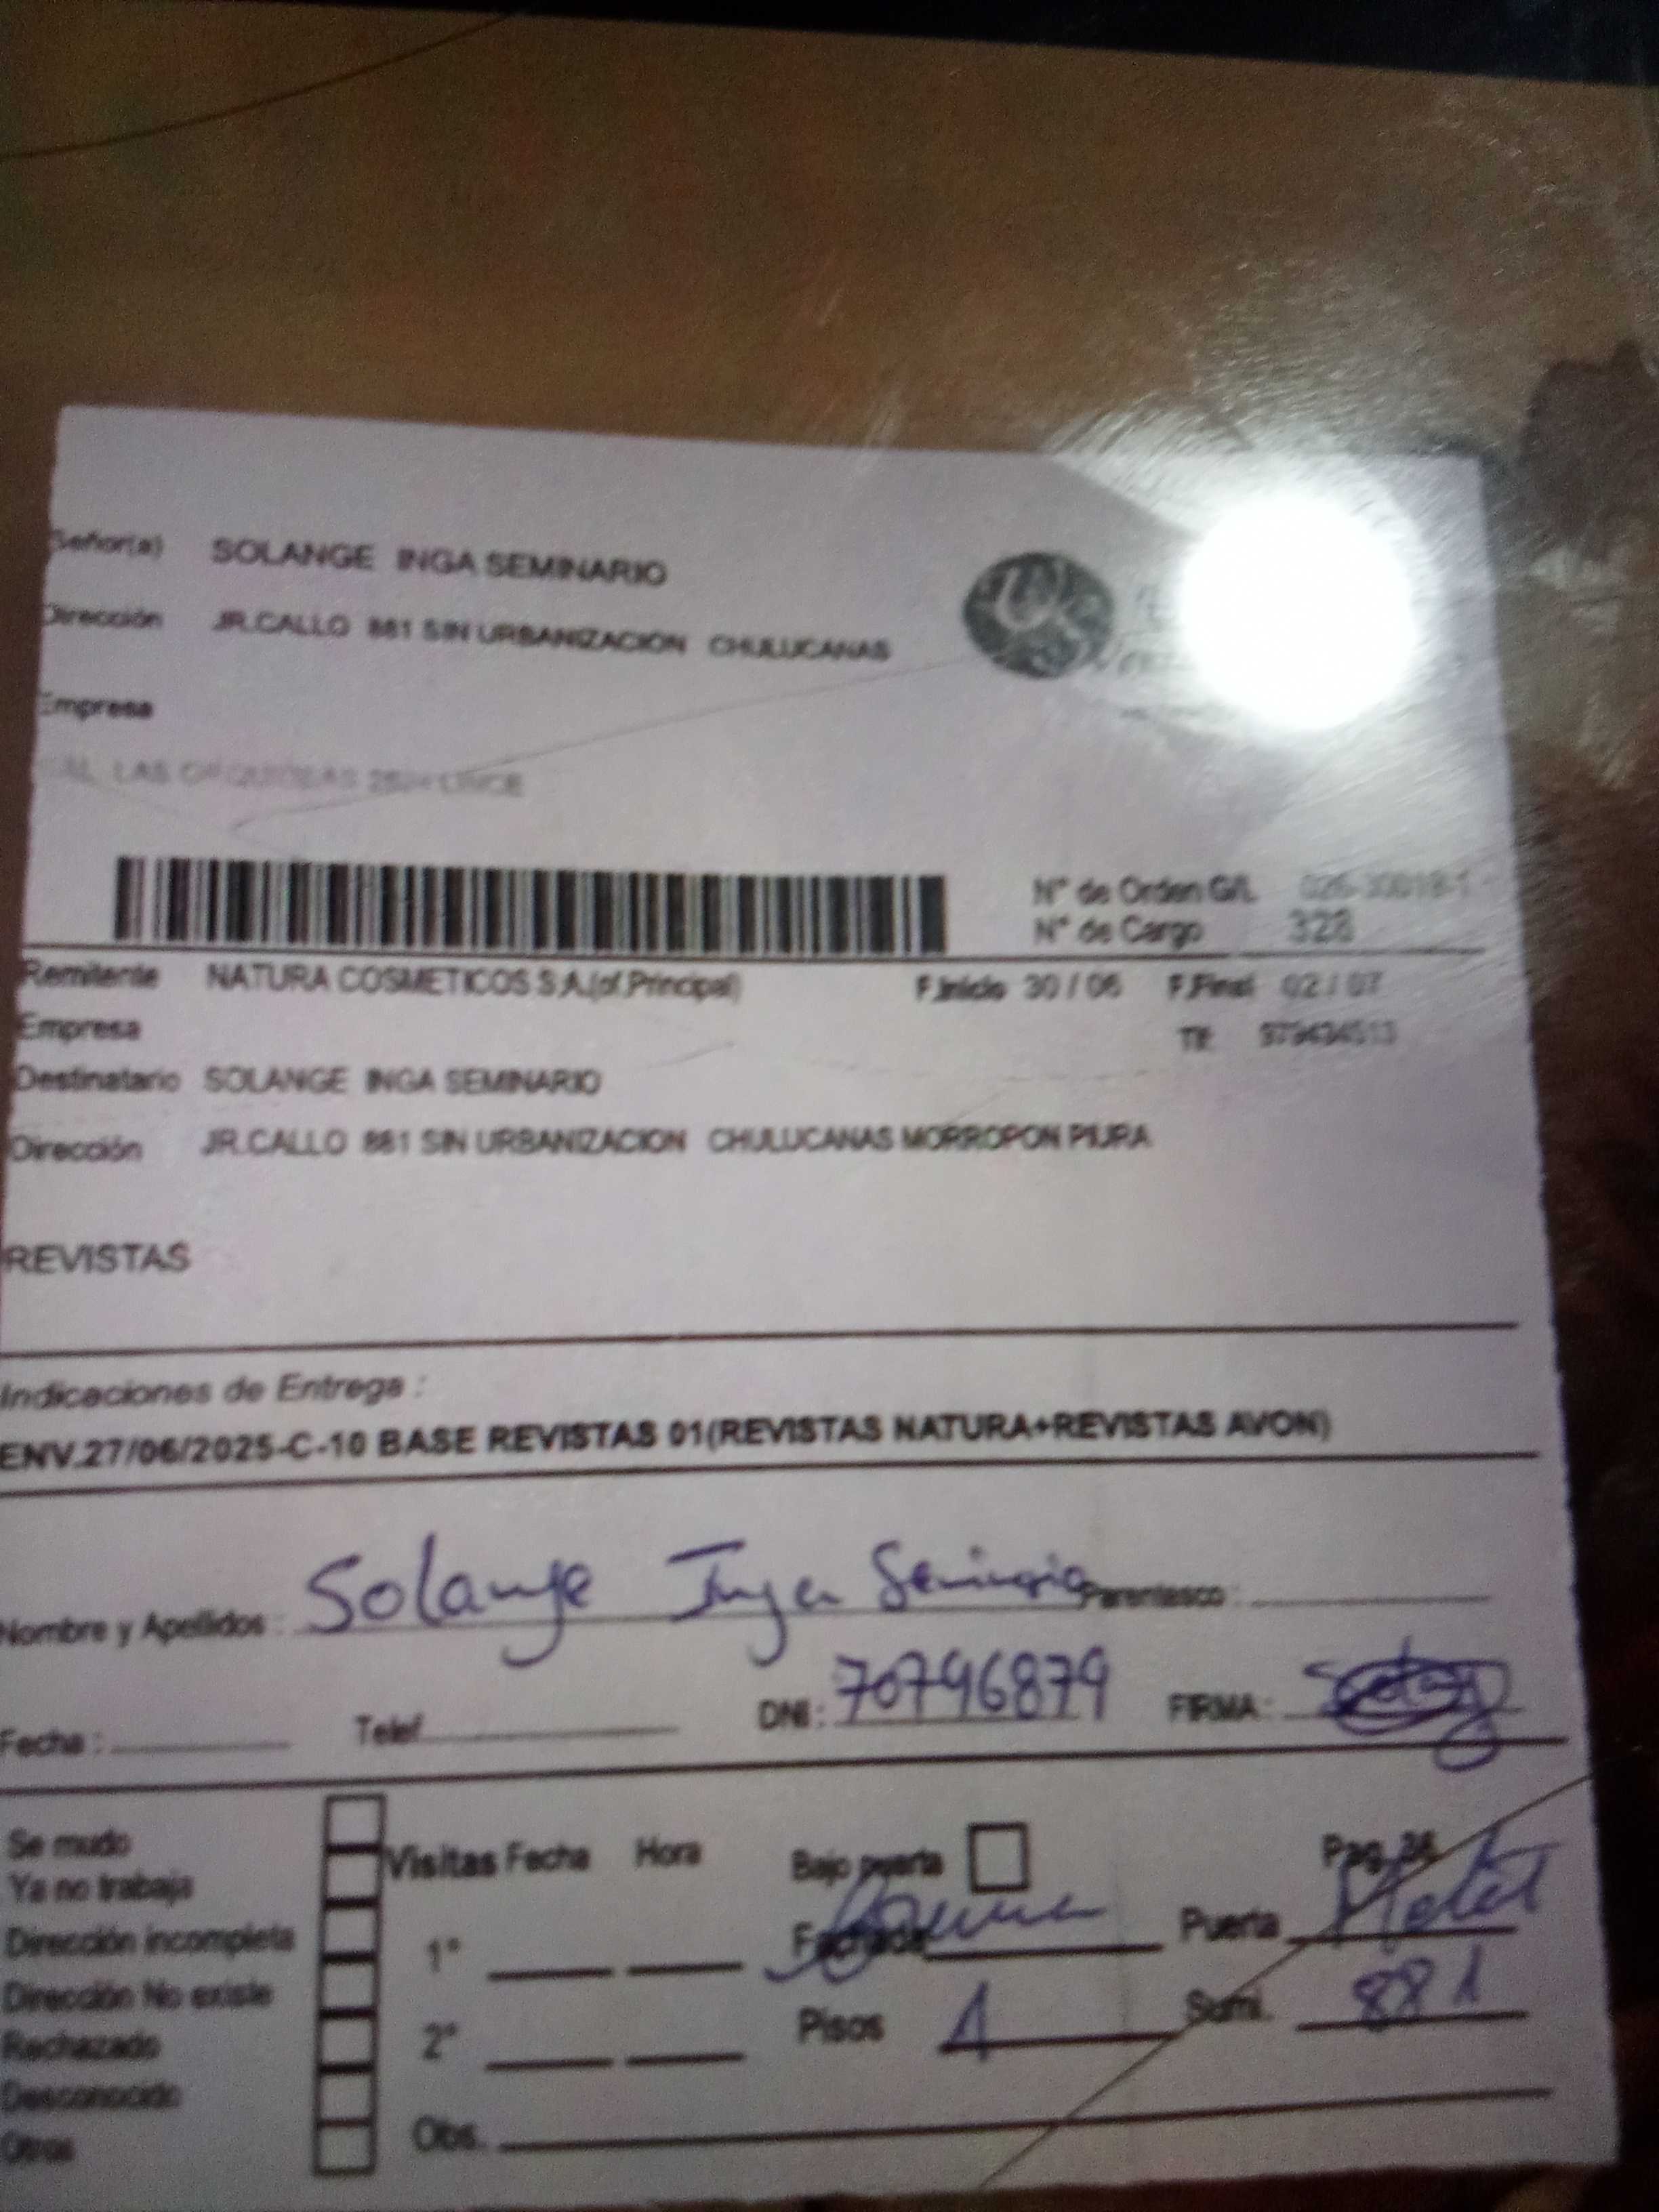 Señor(a) SOLANGE INGA SEMINARIO
Dirección JR.CALLO 881 SIN URBANIZACION CHULUCANAS
Empresa
LAS
N° de Orden G/L
N° de Cargo 328
Remitente NATURA COSMETICOS S.A.(of.Principal) F.Inicio 30 / 06 F.Final 02 / 07
Empresa Tlf:
Destinatario SOLANGE INGA SEMINARIO
Dirección JR.CALLO 881 SIN URBANIZACION CHULUCANAS MORROPON PIURA
REVISTAS
Indicaciones de Entrega :
ENV.27/06/2025-C-10 BASE REVISTAS 01(REVISTAS NATURA+REVISTAS AVON)
Nombre y Apellidos : Solange Inga Seminario Parentesco :
Fecha : Telef. DNI : 70796879 FIRMA :
Se mudo
Visitas Fecha Hora Bajo puerta Pag.
Ya no trabaja
Dirección incompleta 1° Fachada Puerta
Dirección No existe
Rechazado 2° Pisos 1 Sumi. 881
Desconocido
Otros Obs.